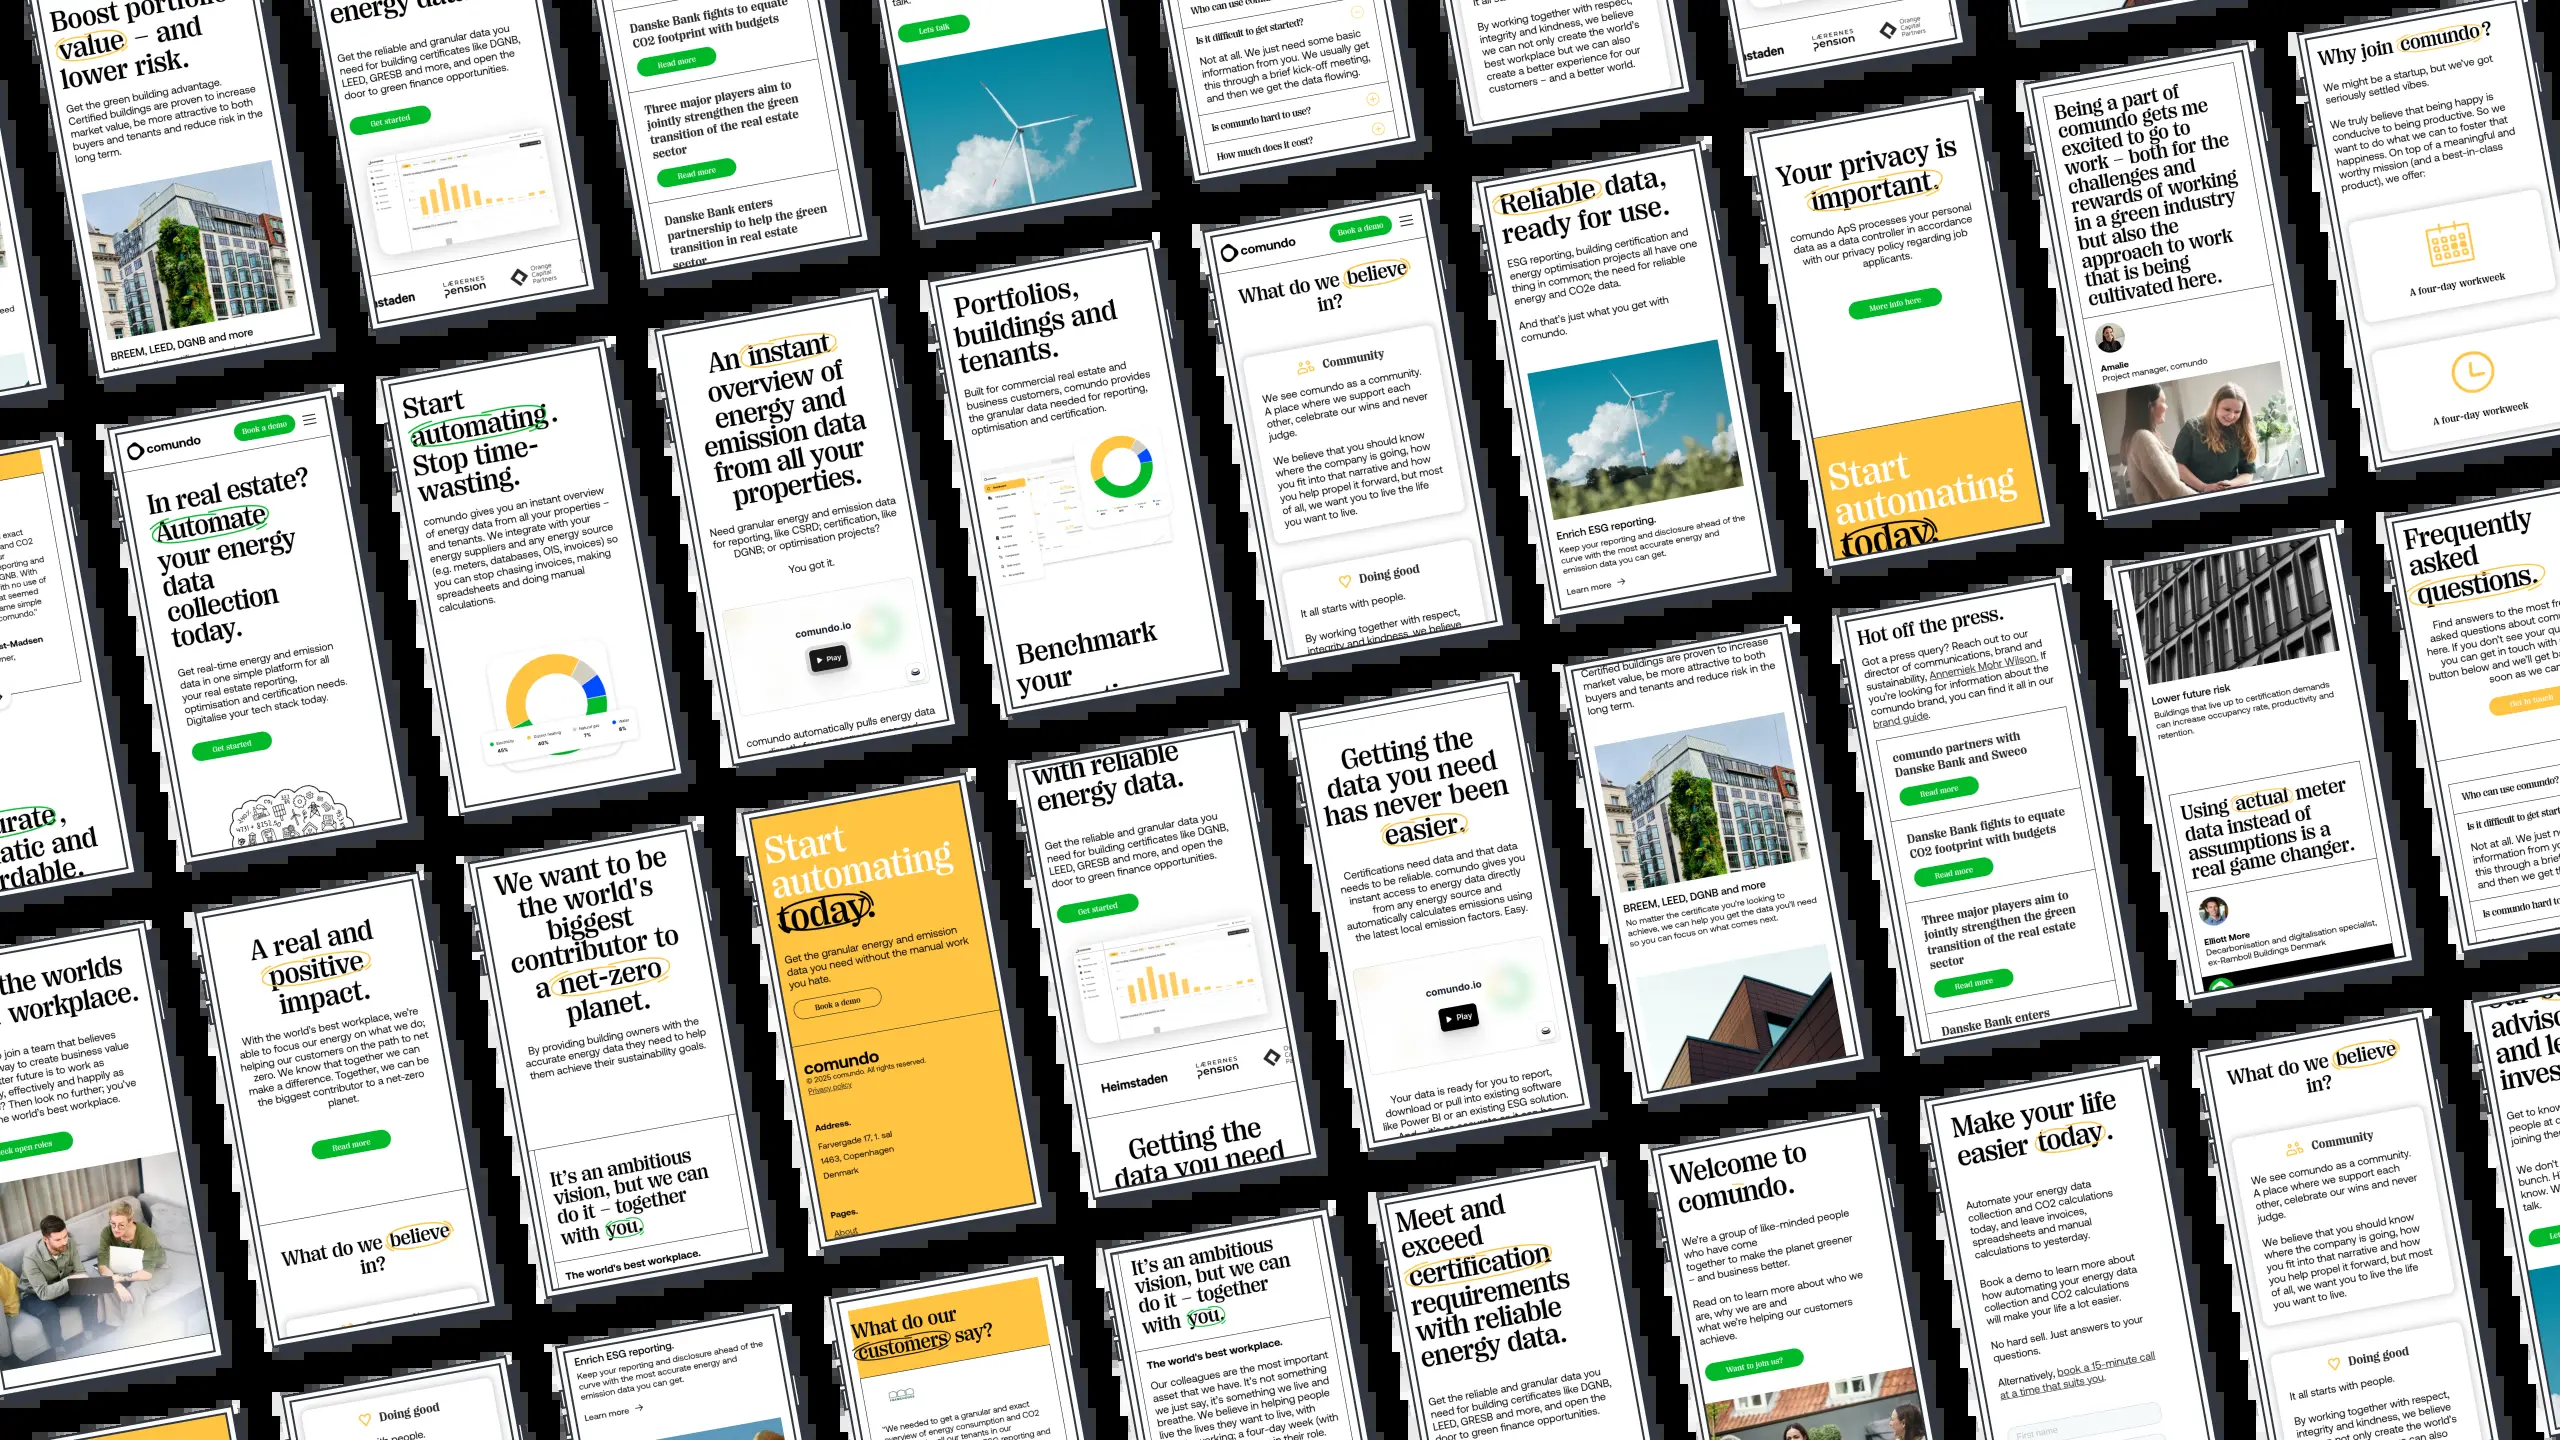 Boost portfolio
value – and
lower risk.
Get the green building advantage.
Certified buildings are proven to increase
market value, be more attractive to both
buyers and tenants and reduce risk in the
long term.
BREEM, LEED, DGNB and more
Get the reliable and granular data you
need for building certificates like DGNB,
LEED, GRESB and more, and open the
door to green finance opportunities.
Get started
LÆRERNES
PENSION
Orange
Capital
Partners
Danske Bank fights to equate
CO2 footprint with budgets
Read more
Three major players aim to
jointly strengthen the green
transition of the real estate
sector
Read more
Danske Bank enters
partnership to help the green
transition in real estate
sector
talk.
Lets talk
Who can use comundo?
Is it difficult to get started?
Not at all. We just need some basic
information from you. We usually get
this through a brief kick-off meeting,
and then we get the data flowing.
Is comundo hard to use?
How much does it cost?
By working together with respect,
integrity and kindness, we believe
we can not only create the world's
best workplace but we can also
create a better experience for our
customers – and a better world.
LÆRERNES
PENSION
Orange
Capital
Partners
Why join comundo?
We might be a startup, but we've got
seriously settled vibes.
We truly believe that being happy is
conducive to being productive. So we
want to do what we can to foster that
happiness. On top of a meaningful and
worthy mission (and a best-in-class
product), we offer:
A four-day workweek
A four-day workweek
Being a part of
comundo gets me
excited to go to
work – both for the
challenges and
rewards of working
in a green industry
but also the
approach to work
that is being
cultivated here.
Amalie
Project manager, comundo
Your privacy is
important.
comundo ApS processes your personal
data as a data controller in accordance
with our privacy policy regarding job
applicants.
More info here
Start
automating
today.
Reliable data,
ready for use.
ESG reporting, building certification and
energy optimisation projects all have one
thing in common; the need for reliable
energy and CO2e data.
And that's just what you get with
comundo.
Enrich ESG reporting.
Keep your reporting and disclosure ahead of the
curve with the most accurate energy and
emission data you can get.
Learn more →
comundo
Book a demo
What do we believe
in?
Community
We see comundo as a community.
A place where we support each
other, celebrate our wins and never
judge.
We believe that you should know
where the company is going, how
you fit into that narrative and how
you help propel it forward, but most
of all, we want you to live the life
you want to live.
Doing good
It all starts with people.
By working together with respect,
integrity and kindness, we believe
Portfolios,
buildings and
tenants.
Built for commercial real estate and
business customers, comundo provides
the granular data needed for reporting,
optimisation and certification.
Benchmark
your
An instant
overview of
energy and
emission data
from all your
properties.
Need granular energy and emission data
for reporting, like CSRD; certification, like
DGNB; or optimisation projects?
You got it.
comundo.io
Play
comundo automatically pulls energy data
Start
automating.
Stop time-
wasting.
comundo gives you an instant overview
of energy data from all your properties –
and tenants. We integrate with your
energy suppliers and any energy source
(e.g. meters, databases, OIS, invoices) so
you can stop chasing invoices, making
spreadsheets and doing manual
calculations.
comundo
Book a demo
In real estate?
Automate
your energy
data
collection
today.
Get real-time energy and emission
data in one simple platform for all
your real estate reporting,
optimisation and certification needs.
Digitalise your tech stack today.
Get started
Frequently
asked
questions.
Find answers to the most
asked questions about
here. If you don't see your
you can get in touch with
button below and we'll get
soon as we can
Get in touch
Who can use comundo?
Is it difficult to get
Not at all. We just
information from you.
this through a brief
and then we get
Is comundo hard to
Lower future risk
Buildings that live up to certification demands
can increase occupancy rate, productivity and
retention.
Using actual meter
data instead of
assumptions is a
real game changer.
Elliott More
Decarbonisation and digitalisation specialist,
ex-Ramboll Buildings Denmark
Hot off the press.
Got a press query? Reach out to our
director of communications, brand and
sustainability, Annemiek Mohr Wilson. If
you're looking for information about the
comundo brand, you can find it all in our
brand guide.
comundo partners with
Danske Bank and Sweco
Read more
Danske Bank fights to equate
CO2 footprint with budgets
Read more
Three major players aim to
jointly strengthen the green
transition of the real estate
sector
Read more
Danske Bank enters
Certified buildings are proven to increase
market value, be more attractive to both
buyers and tenants and reduce risk in the
long term.
BREEM, LEED, DGNB and more
No matter the certificate you're looking to
achieve, we can help you get the data you'll need
so you can focus on what comes next.
Getting the
data you need
has never been
easier.
Certifications need data and that data
needs to be reliable. comundo gives you
instant access to energy data directly
from any energy source and
automatically calculates emissions using
the latest local emission factors. Easy.
comundo.io
Play
Your data is ready for you to report,
download or pull into existing software
like Power BI or an existing ESG solution.
with reliable
energy data.
Get the reliable and granular data you
need for building certificates like DGNB,
LEED, GRESB and more, and open the
door to green finance opportunities.
Get started
Heimstaden
LÆRERNES
PENSION
Getting the
data you need
Start
automating
today.
Get the granular energy and emission
data you need without the manual work
you hate.
Book a demo
comundo
© 2025 comundo. All rights reserved.
Privacy policy
Address.
Farvergade 17, 1. sal
1463, Copenhagen
Denmark
Pages.
About
We want to be
the world's
biggest
contributor to
a net-zero
planet.
By providing building owners with the
accurate energy data they need to help
them achieve their sustainability goals.
It's an ambitious
vision, but we can
do it – together
with you.
The world's best workplace.
A real and
positive
impact.
With the world's best workplace, we're
able to focus our energy on what we do;
helping our customers on the path to net
zero. We know that together we can
make a difference. Together, we can be
the biggest contributor to a net-zero
planet.
Read more
What do we believe
in?
the worlds
workplace.
join a team that believes
way to create business value
future is to work as
effectively and happily as
Then look no further; you've
world's best workplace.
open roles
What do we believe
in?
Community
We see comundo as a community.
A place where we support each
other, celebrate our wins and never
judge.
We believe that you should know
where the company is going, how
you fit into that narrative and how
you help propel it forward, but most
of all, we want you to live the life
you want to live.
Doing good
It all starts with people.
By working together with respect,
integrity and kindness, we believe
we can not only create the world's
Make your life
easier today.
Automate your energy data
collection and CO2 calculations
today, and leave invoices,
spreadsheets and manual
calculations to yesterday.
Book a demo to learn more about
how automating your energy data
collection and CO2 calculations
will make your life a lot easier.
No hard sell. Just answers to your
questions.
Alternatively, book a 15-minute call
at a time that suits you.
First name
Welcome to
comundo.
We're a group of like-minded people
who have come
together to make the planet greener
– and business better.
Read on to learn more about who we
are, why we are and
what we're helping our customers
achieve.
Want to join us?
Meet and
exceed
certification
requirements
with reliable
energy data.
Get the reliable and granular data you
need for building certificates like DGNB,
LEED, GRESB and more, and open the
door to green finance opportunities.
It's an ambitious
vision, but we can
do it – together
with you.
The world's best workplace.
Our colleagues are the most important
asset that we have. It's not something
we just say, it's something we live and
breathe. We believe in helping people
live the lives they want to live, with
a four-day week (with
What do our
customers say?
"We needed to get a granular and exact
overview of energy consumption and CO2
Enrich ESG reporting.
Keep your reporting and disclosure ahead of the
curve with the most accurate energy and
emission data you can get.
Learn more →
Doing good